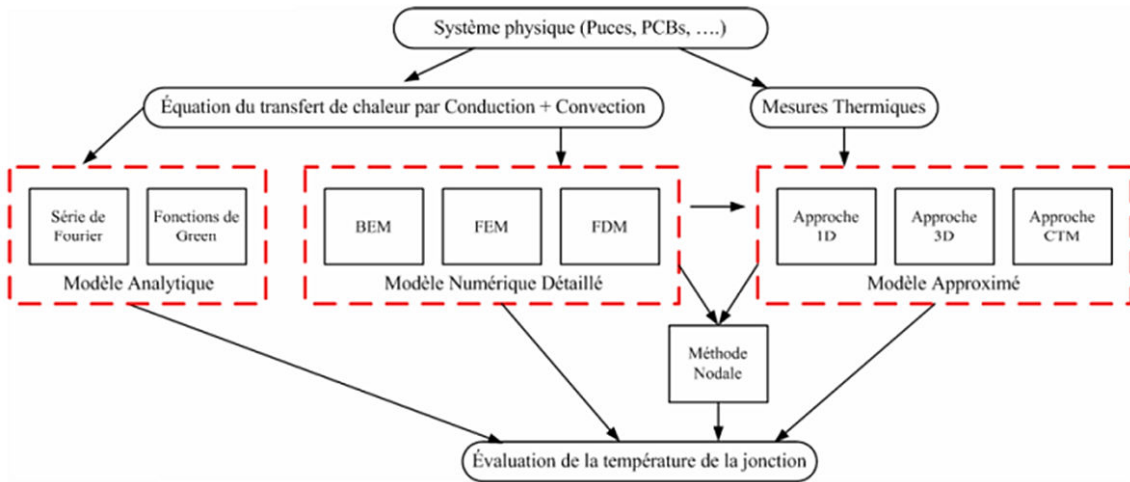 Système physique (Puces, PCBs, ….)
Équation du transfert de chaleur par Conduction + Convection
Mesures Thermiques
Série de
Fourier
Fonctions de
Green
Modèle Analytique
BEM
FEM
FDM
Modèle Numérique Détaillé
Approche
1D
Approche
3D
Approche
CTM
Modèle Approximé
Méthode
Nodale
Évaluation de la température de la jonction